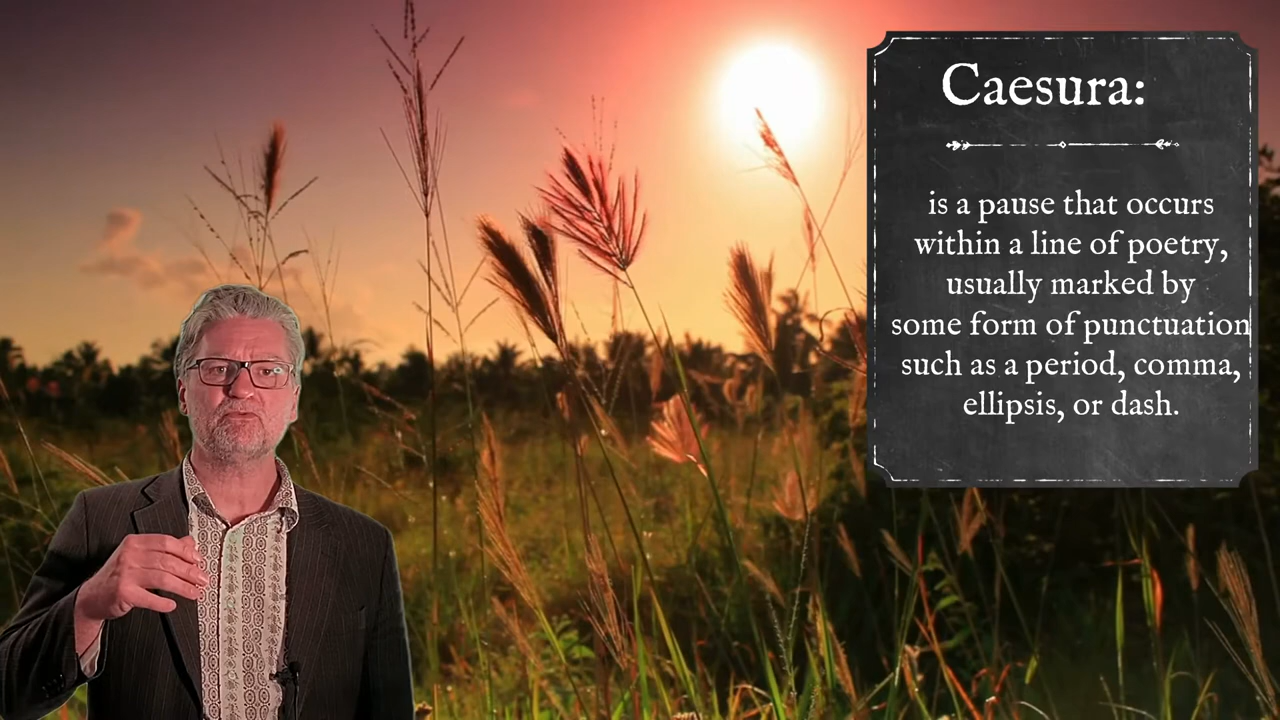 Caesura:
is a pause that occurs
within a line of poetry,
usually marked by
some form of punctuation
such as a period, comma,
ellipsis, or dash.